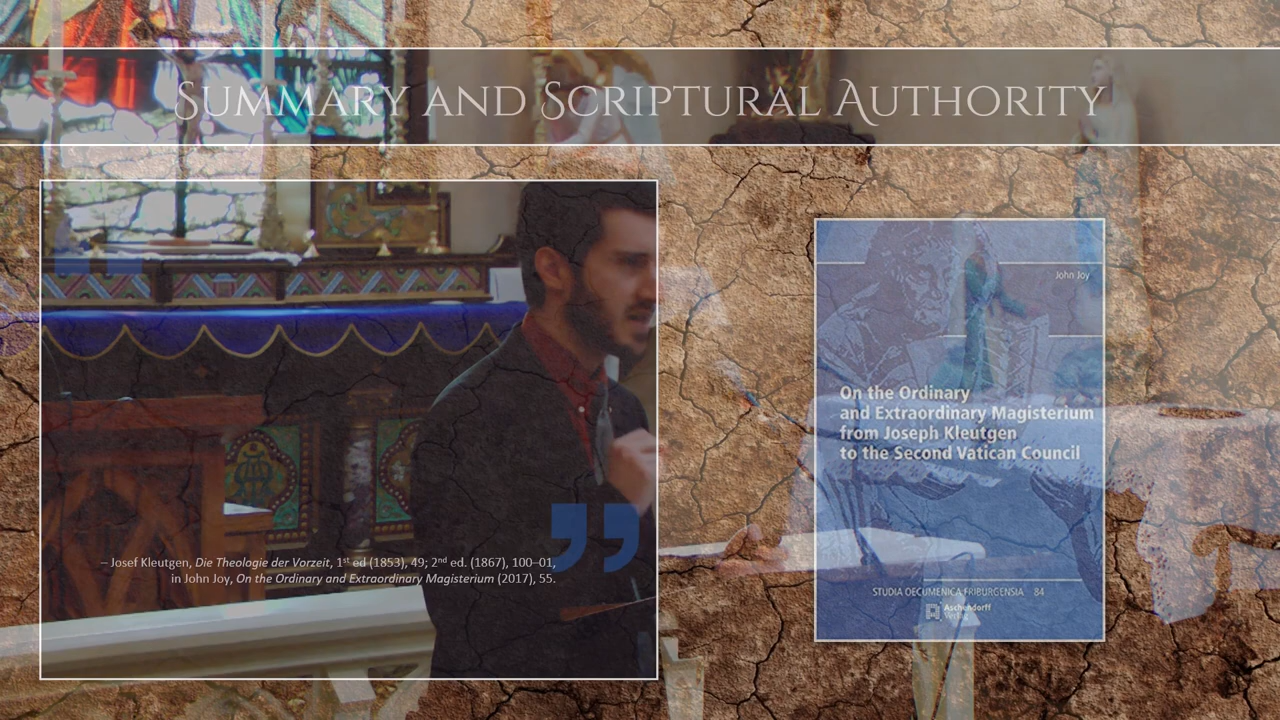 Summary and Scriptural Authority
”
– Josef Kleutgen, Die Theologie der Vorzeit, 1st ed (1853), 49; 2nd ed. (1867), 100–01,
in John Joy, On the Ordinary and Extraordinary Magisterium (2017), 55.
John Joy
On the Ordinary
and Extraordinary Magisterium
from Joseph Kleutgen
to the Second Vatican Council
STUDIA OECUMENICA FRIBURGENSIA 84
Aschendorff
Verlag